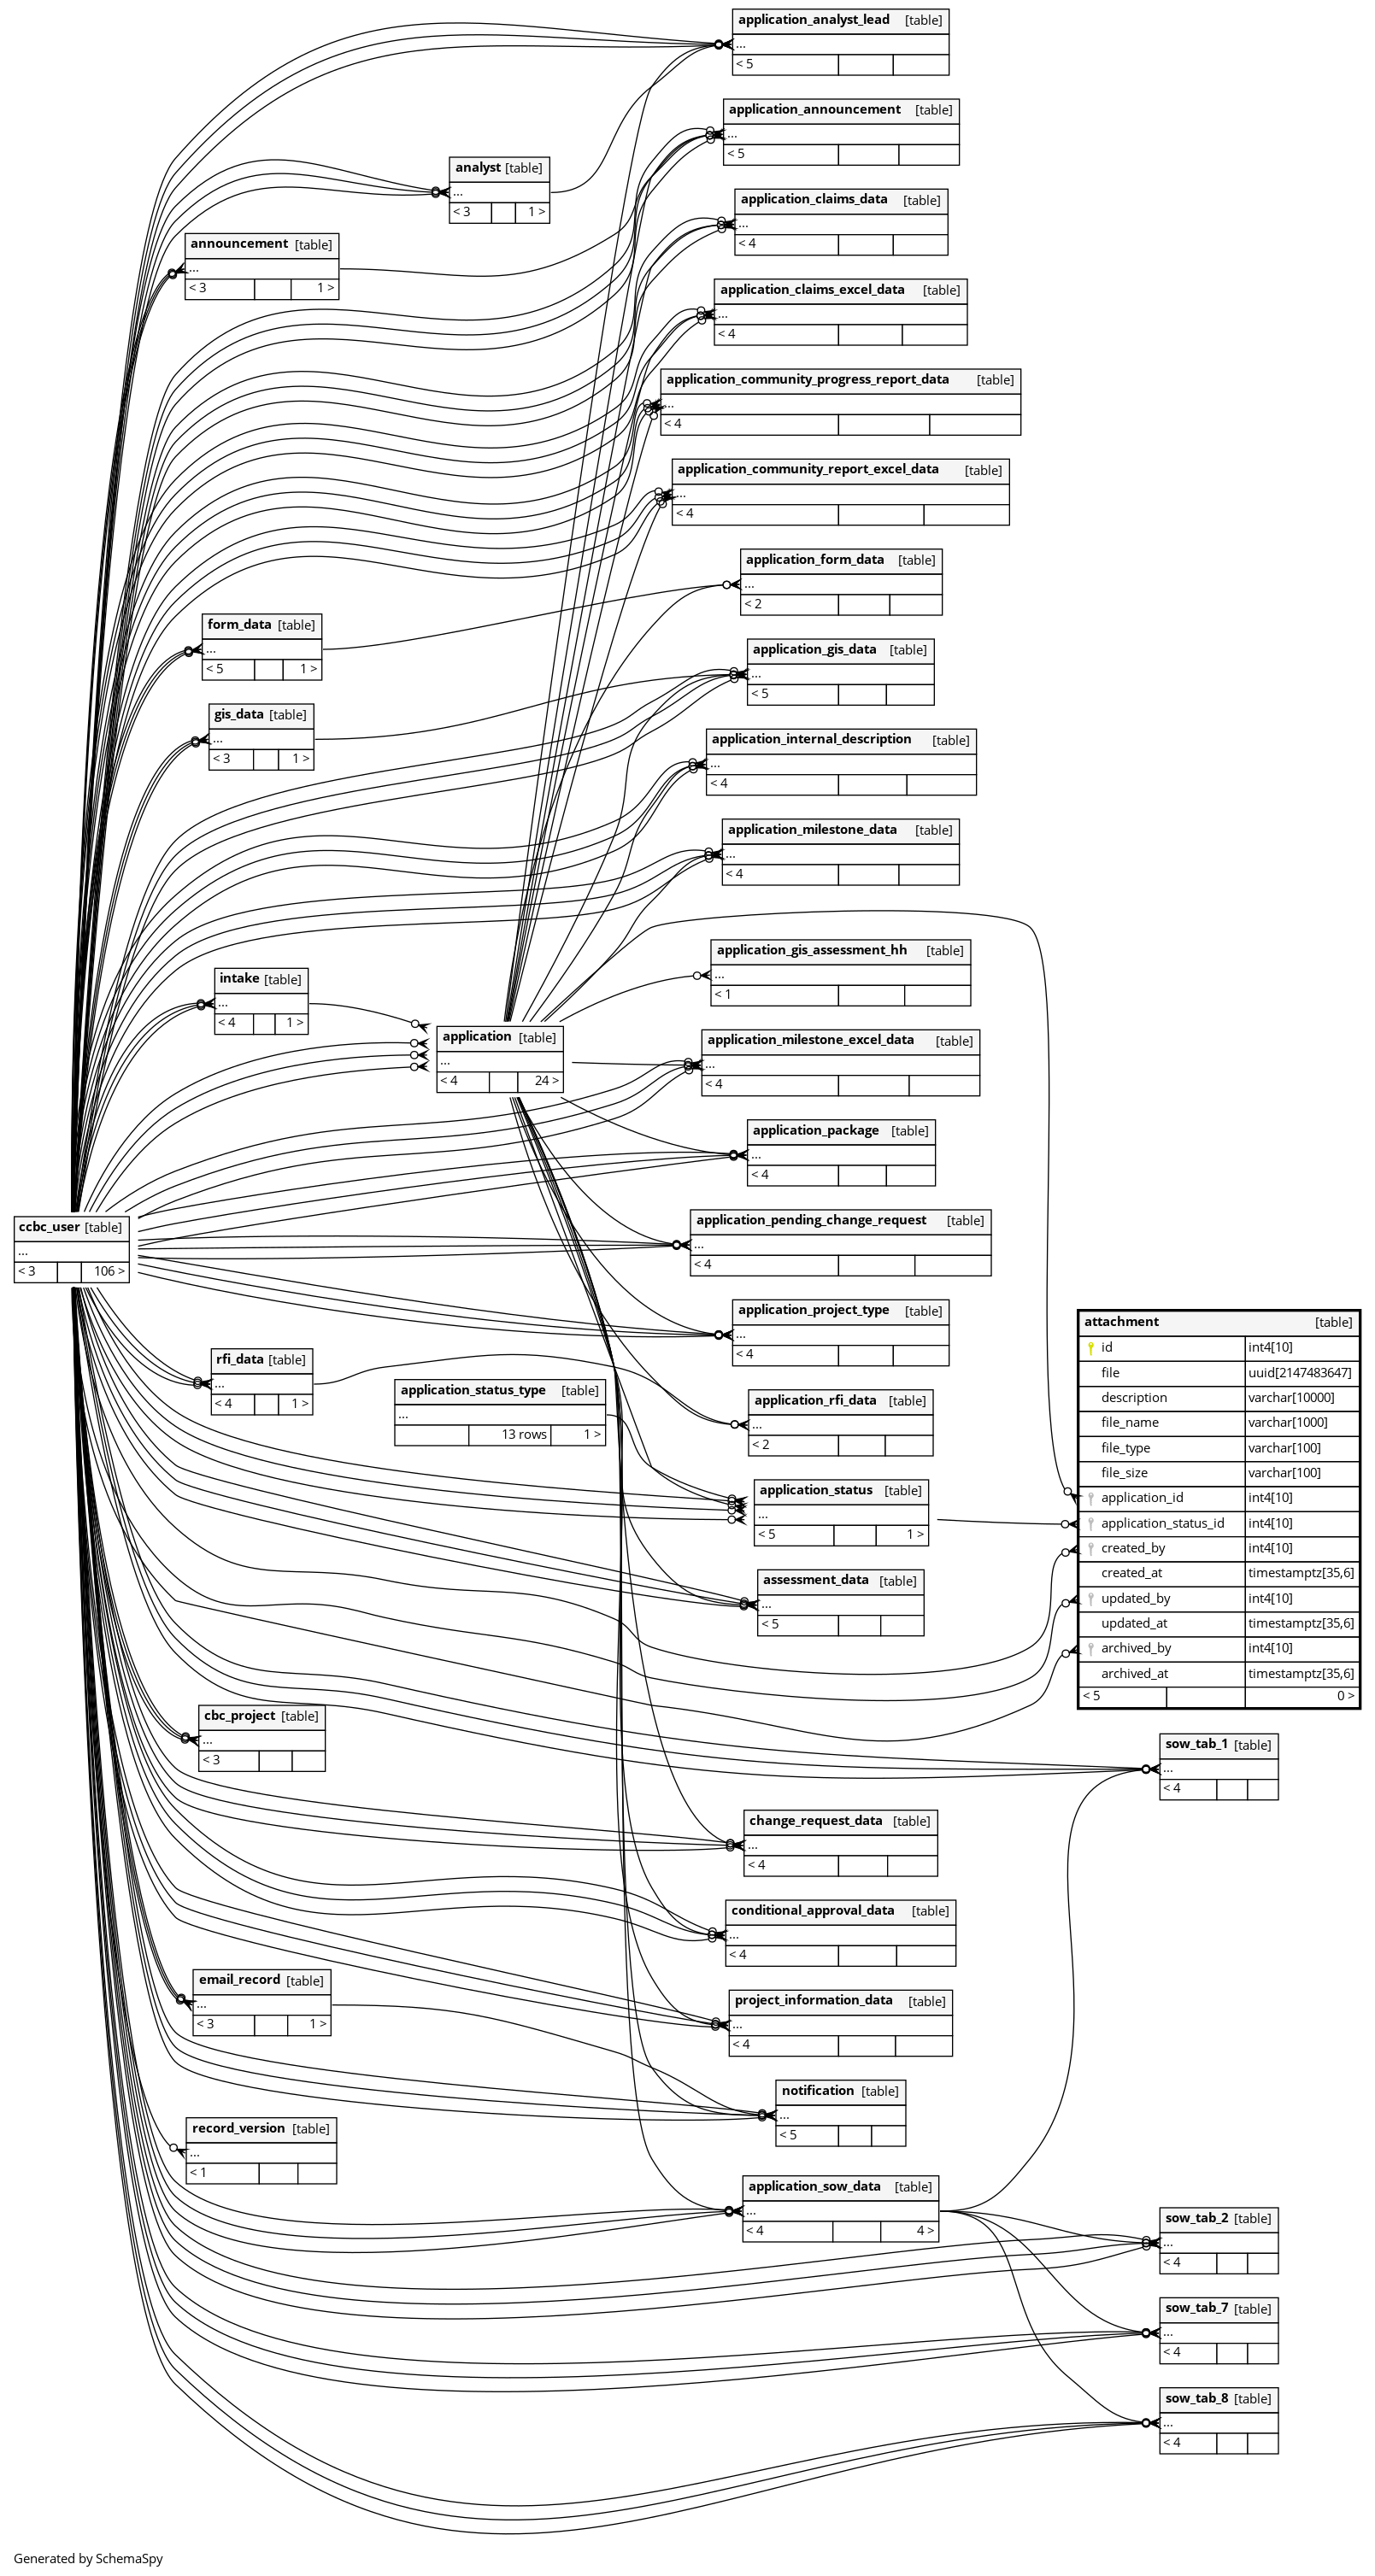 application_analyst_lead [table]
...
< 5
application_announcement [table]
...
< 5
analyst [table]
...
< 3 1 >
application_claims_data [table]
...
< 4
announcement [table]
...
< 3 1 >
application_claims_excel_data [table]
...
< 4
application_community_progress_report_data [table]
...
< 4
application_community_report_excel_data [table]
...
< 4
application_form_data [table]
...
< 2
form_data [table]
...
< 5 1 >
application_gis_data [table]
...
< 5
gis_data [table]
...
< 3 1 >
application_internal_description [table]
...
< 4
application_milestone_data [table]
...
< 4
application_gis_assessment_hh [table]
...
< 1
intake [table]
...
< 4 1 >
application [table]
...
< 4 24 >
application_milestone_excel_data [table]
...
< 4
application_package [table]
...
< 4
ccbc_user [table]
...
< 3 106 >
application_pending_change_request [table]
...
< 4
application_project_type [table]
...
< 4
attachment [table]
id int4[10]
file uuid[2147483647]
description varchar[10000]
file_name varchar[1000]
file_type varchar[100]
file_size varchar[100]
application_id int4[10]
application_status_id int4[10]
created_by int4[10]
created_at timestamptz[35,6]
updated_by int4[10]
updated_at timestamptz[35,6]
archived_by int4[10]
archived_at timestamptz[35,6]
< 5 0 >
rfi_data [table]
...
< 4 1 >
application_status_type [table]
...
13 rows 1 >
application_rfi_data [table]
...
< 2
application_status [table]
...
< 5 1 >
assessment_data [table]
...
< 5
cbc_project [table]
...
< 3
sow_tab_1 [table]
...
< 4
change_request_data [table]
...
< 4
conditional_approval_data [table]
...
< 4
email_record [table]
...
< 3 1 >
project_information_data [table]
...
< 4
notification [table]
...
< 5
record_version [table]
...
< 1
application_sow_data [table]
...
< 4 4 >
sow_tab_2 [table]
...
< 4
sow_tab_7 [table]
...
< 4
sow_tab_8 [table]
...
< 4
Generated by SchemaSpy